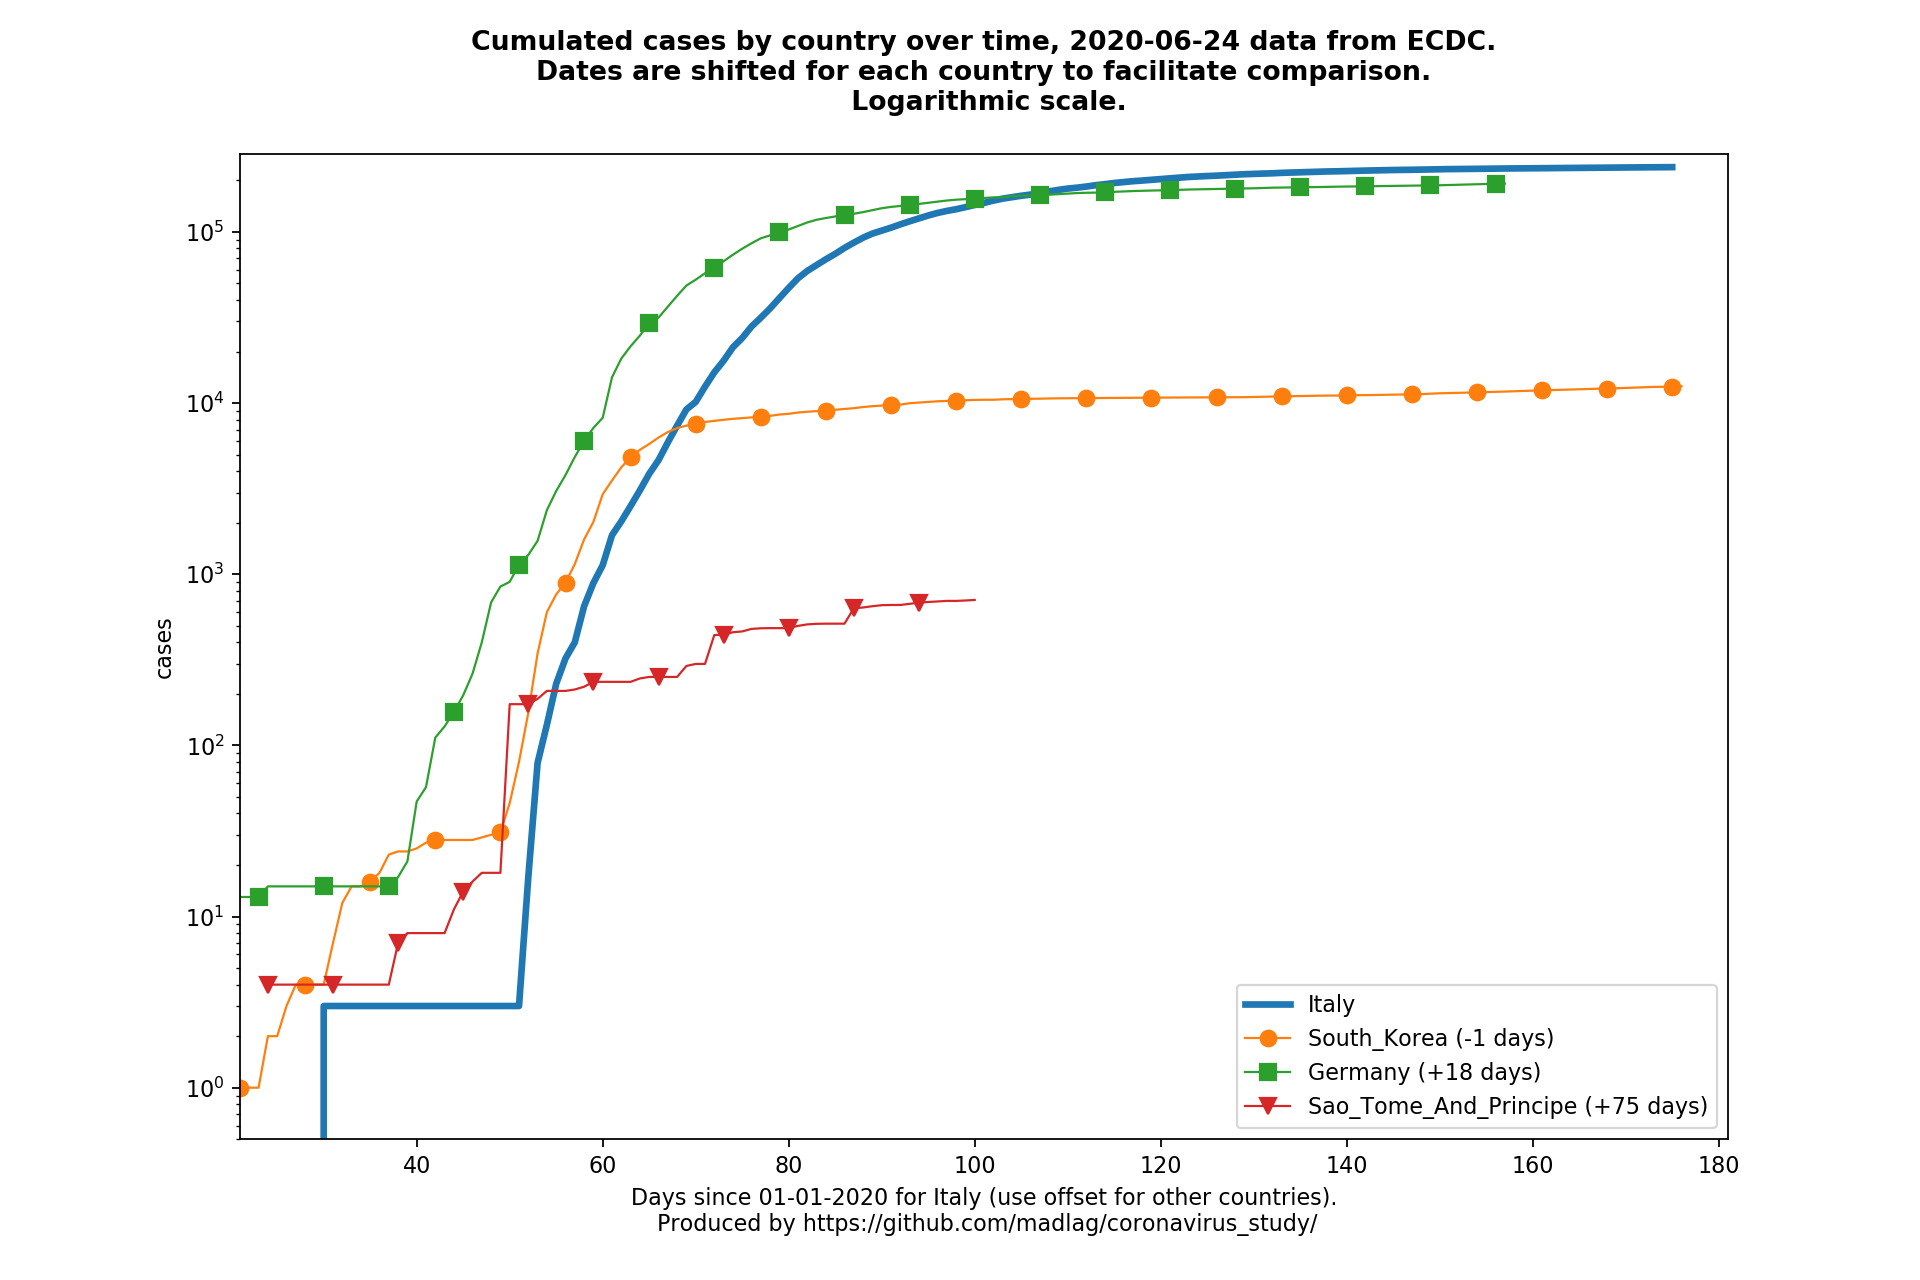 Cumulated cases by country over time, 2020-06-24 data from ECDC.
Dates are shifted for each country to facilitate comparison.
Logarithmic scale.
cases
10^5
10^4
10^3
10^2
10^1
10^0
Italy
South_Korea (-1 days)
Germany (+18 days)
Sao_Tome_And_Principe (+75 days)
40 60 80 100 120 140 160 180
Days since 01-01-2020 for Italy (use offset for other countries).
Produced by https://github.com/madlag/coronavirus_study/